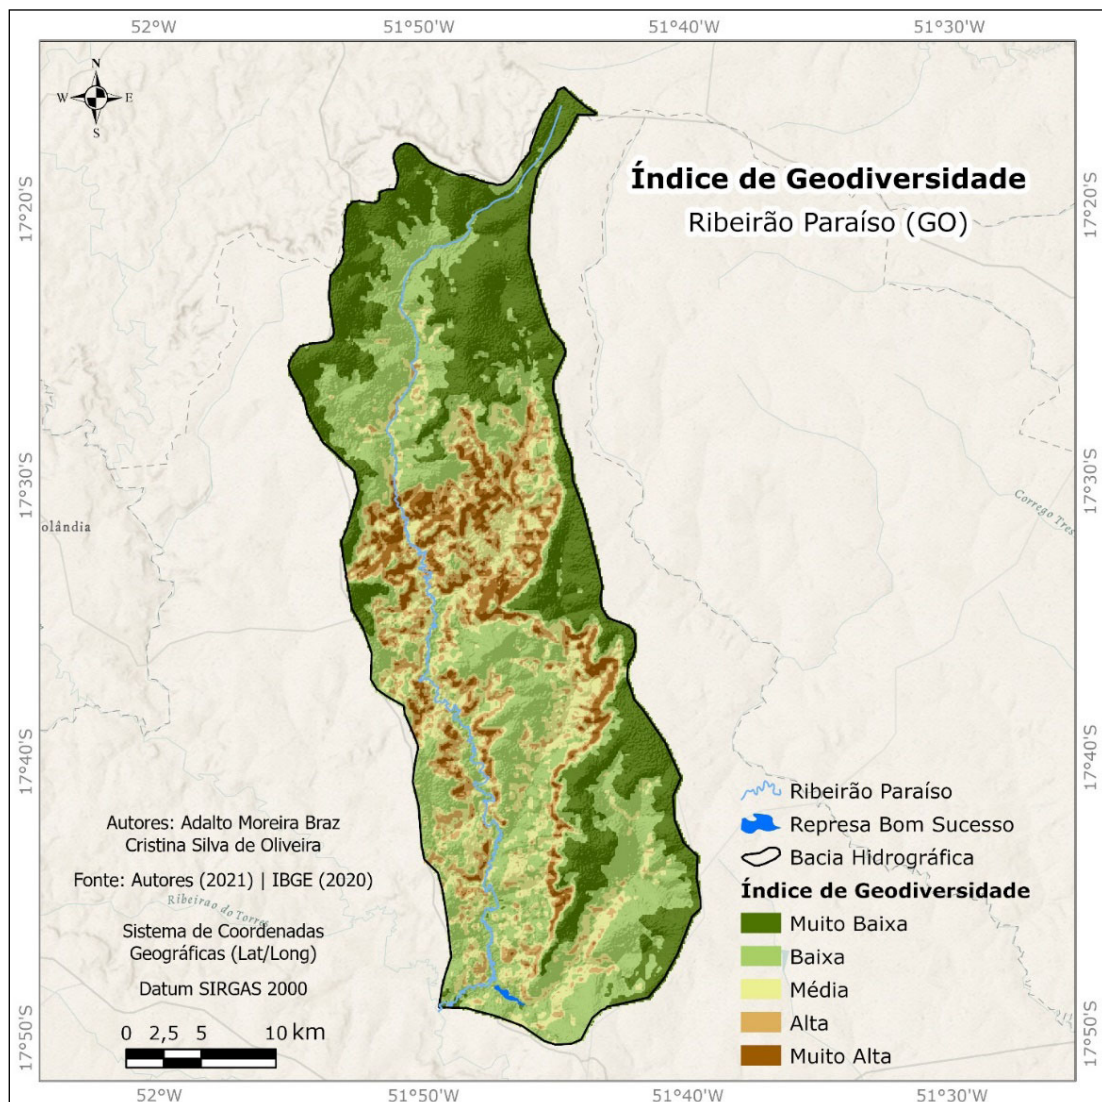 52°W
51°50'W
51°40'W
51°30'W
N
W E
S
Índice de Geodiversidade
Ribeirão Paraíso (GO)
17°20'S
17°20'S
17°30'S
17°30'S
olândia
Corrego Tres
17°40'S
17°40'S
Autores: Adalto Moreira Braz
Cristina Silva de Oliveira
Fonte: Autores (2021) | IBGE (2020)
Ribeirao do Torres
Sistema de Coordenadas
Geográficas (Lat/Long)
Datum SIRGAS 2000
0 2,5 5 10 km
Ribeirão Paraíso
Represa Bom Sucesso
Bacia Hidrográfica
Índice de Geodiversidade
Muito Baixa
Baixa
Média
Alta
Muito Alta
17°50'S
17°50'S
52°W
51°50'W
51°40'W
51°30'W